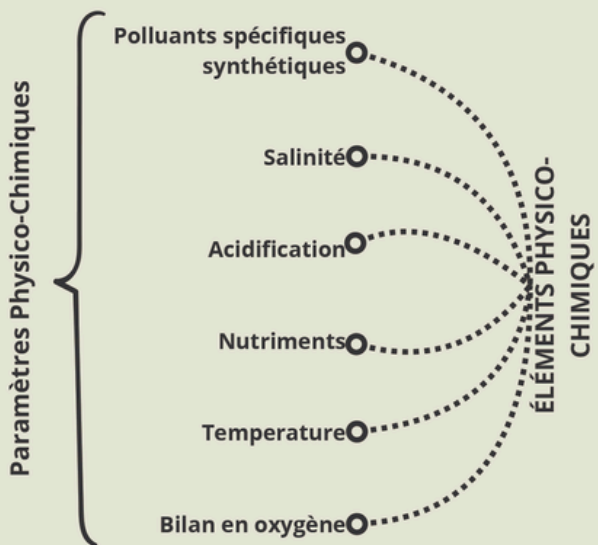 Paramètres Physico-Chimiques
Polluants spécifiques
synthétiques
Salinité
Acidification
Nutriments
Temperature
Bilan en oxygène
ÉLÉMENTS PHYSICO-
CHIMIQUES